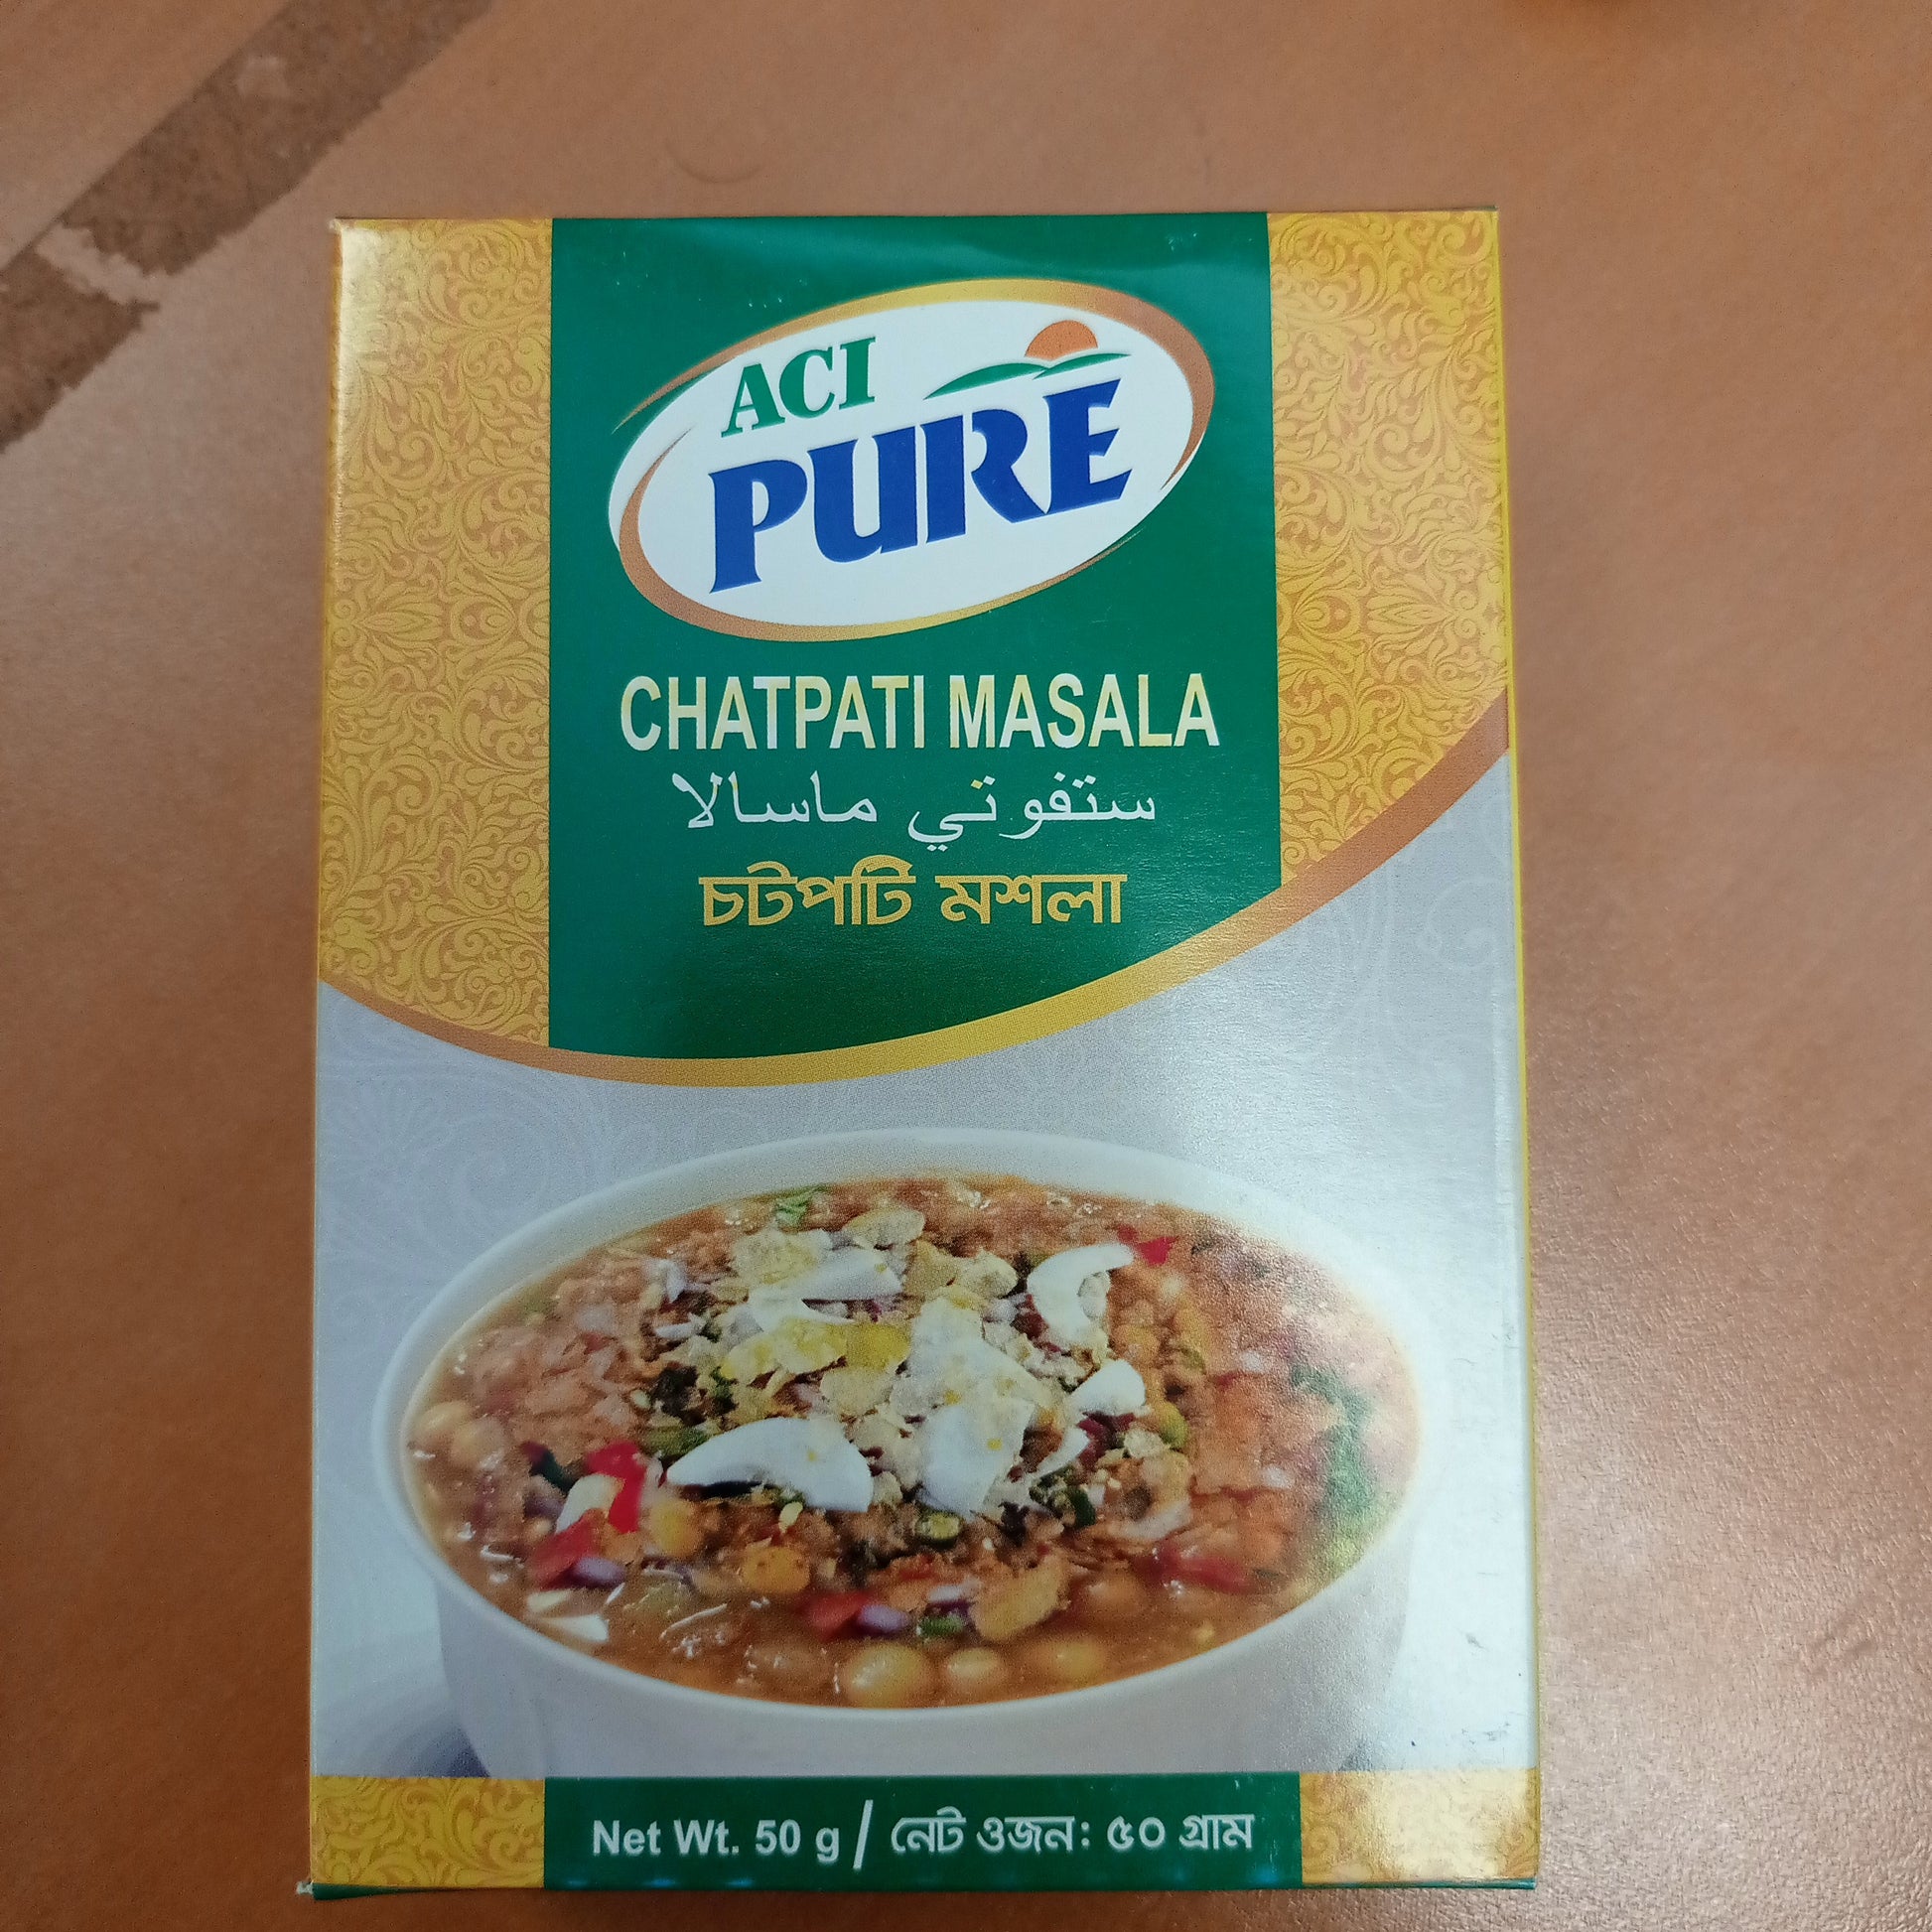 ACI
PURE
CHATPATI MASALA
ستفوتي ماسالا
চটপটি মশলা
Net Wt. 50 g / নেট ওজন: ৫০ গ্রাম